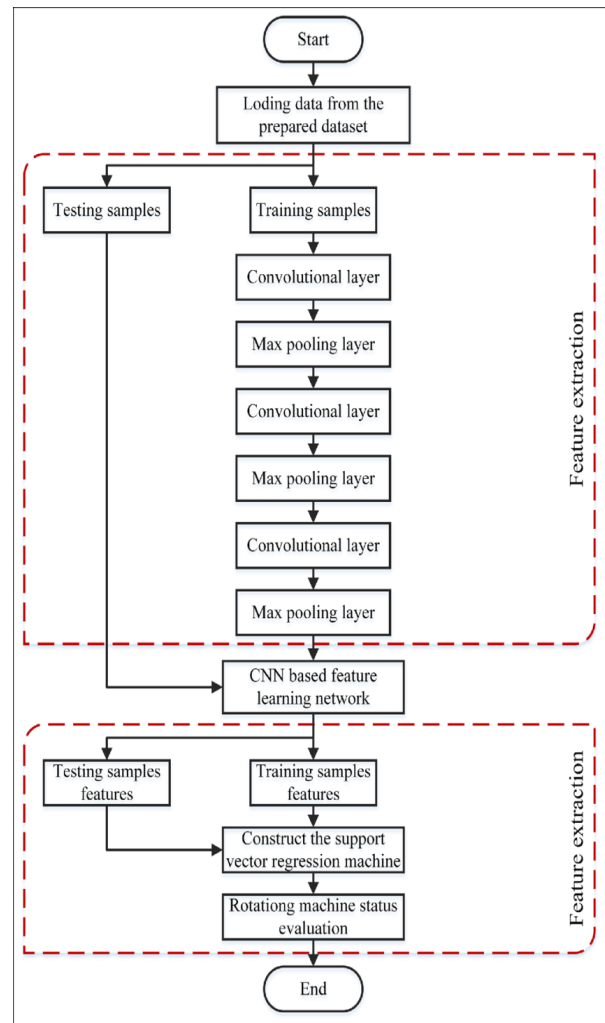 Start
Loding data from the
prepared dataset
Testing samples
Training samples
Convolutional layer
Max pooling layer
Convolutional layer
Max pooling layer
Convolutional layer
Max pooling layer
Feature extraction
CNN based feature
learning network
Testing samples
features
Training samples
features
Construct the support
vector regression machine
Rotationg machine status
evaluation
Feature extraction
End